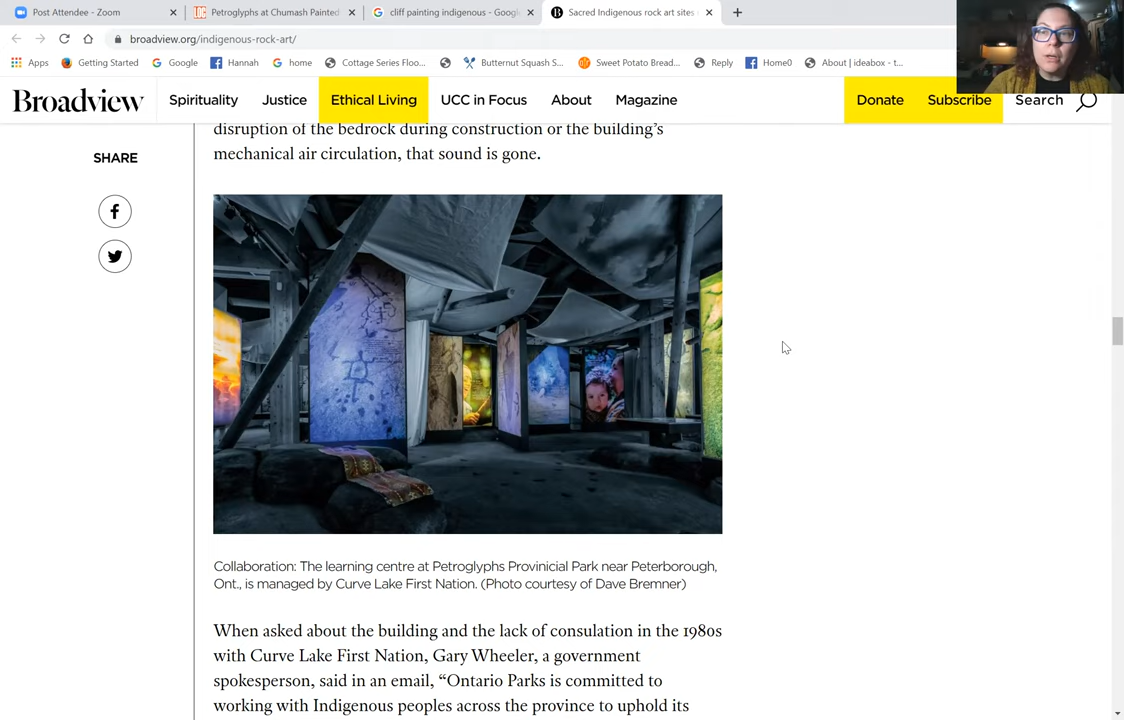 Post Attendee - Zoom
Petroglyphs at Chumash Painted
cliff painting indigenous - Googl
Sacred Indigenous rock art sites
broadview.org/indigenous-rock-art/
Apps Getting Started Google Hannah home Cottage Series Floo... Butternut Squash S... Sweet Potato Bread... Reply Home0 About | ideabox - t...
Broadview Spirituality Justice Ethical Living UCC in Focus About Magazine Donate Subscribe Search
SHARE
disruption of the bedrock during construction or the building’s
mechanical air circulation, that sound is gone.
Collaboration: The learning centre at Petroglyphs Provinicial Park near Peterborough,
Ont., is managed by Curve Lake First Nation. (Photo courtesy of Dave Bremner)
When asked about the building and the lack of consulation in the 1980s
with Curve Lake First Nation, Gary Wheeler, a government
spokesperson, said in an email, “Ontario Parks is committed to
working with Indigenous peoples across the province to uphold its